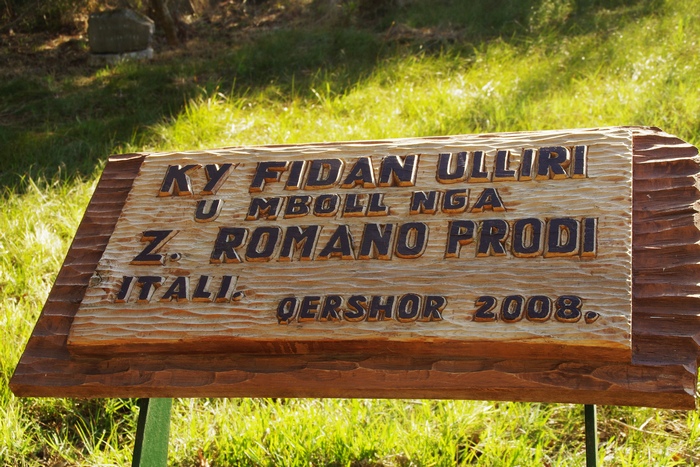 KY FIDAN ULLIRI
U MBOLL NGA
Z. ROMANO PRODI
ITALI.
QERSHOR 2008.